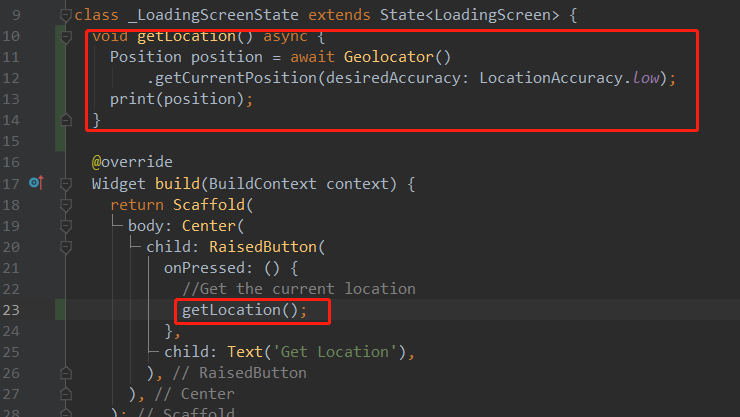 9 class _LoadingScreenState extends State<LoadingScreen> {
10 void getLocation() async {
11 Position position = await Geolocator()
12 .getCurrentPosition(desiredAccuracy: LocationAccuracy.low);
13 print(position);
14 }
15
16 @override
17 Widget build(BuildContext context) {
18 return Scaffold(
19 body: Center(
20 child: RaisedButton(
21 onPressed: () {
22 //Get the current location
23 getLocation();
24 },
25 child: Text('Get Location'),
26 ), // RaisedButton
27 ), // Center
28 ); // Scaffold